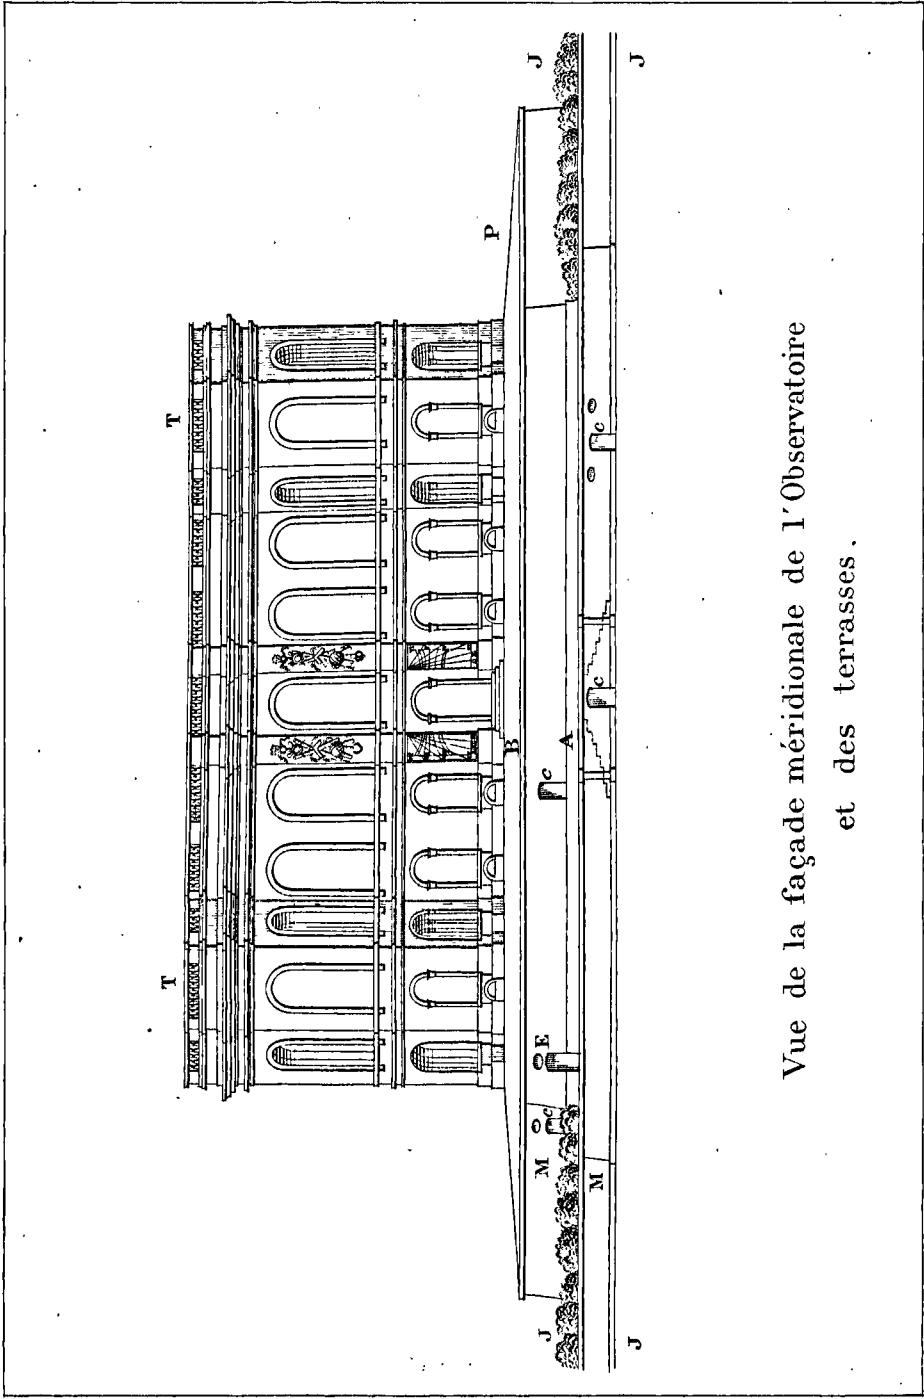 T T
P
B
J M c E c A J
M c c
J J
Vue de la façade méridionale de l'Observatoire
et des terrasses.